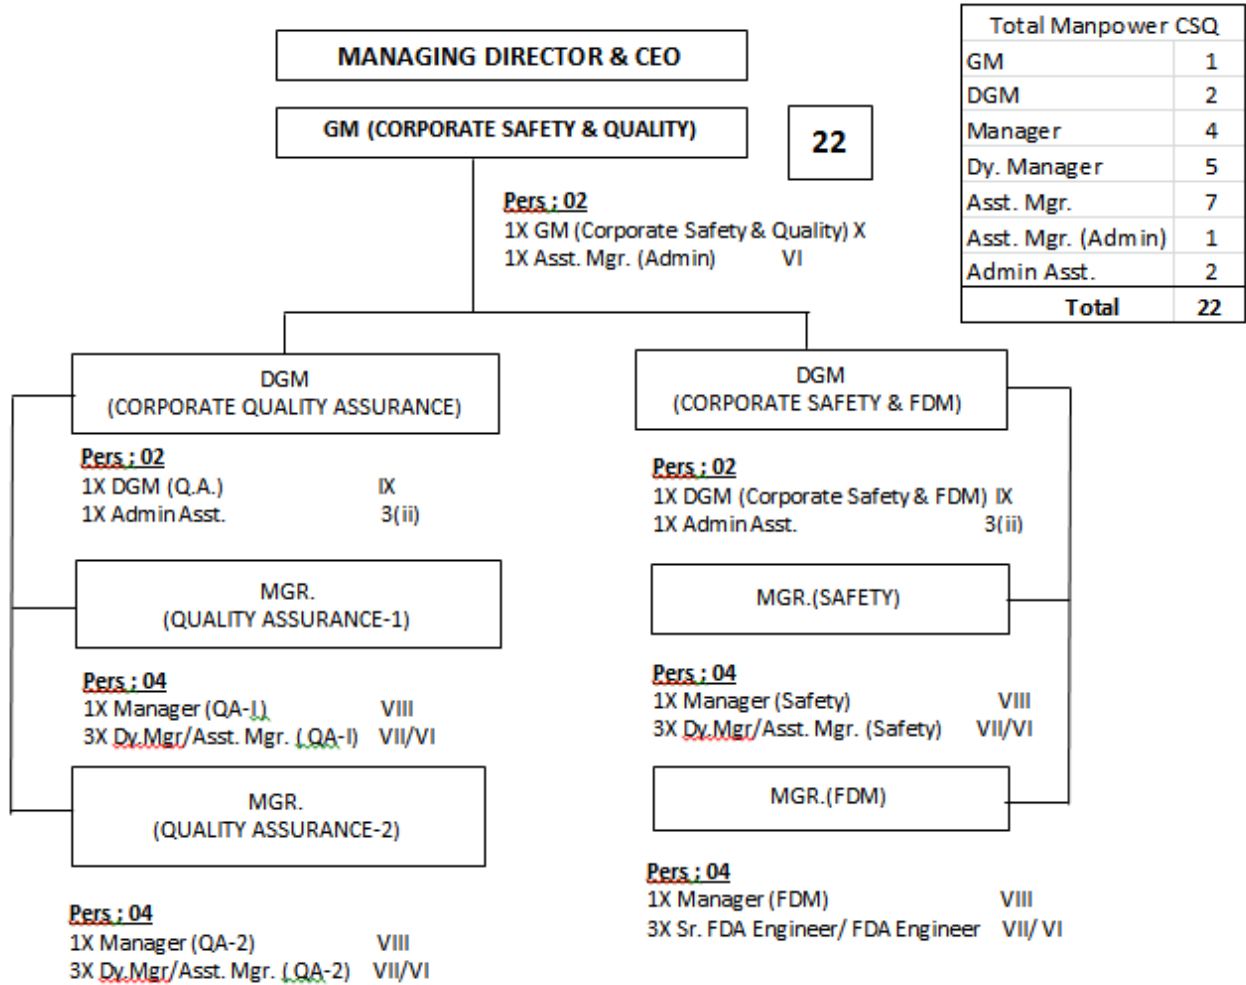 MANAGING DIRECTOR & CEO
GM (CORPORATE SAFETY & QUALITY)
22
Pers ; 02
1X GM (Corporate Safety & Quality) X
1X Asst. Mgr. (Admin) VI
Total Manpower CSQ
GM 1
DGM 2
Manager 4
Dy. Manager 5
Asst. Mgr. 7
Asst. Mgr. (Admin) 1
Admin Asst. 2
Total 22
DGM
(CORPORATE QUALITY ASSURANCE)
Pers ; 02
1X DGM (Q.A.) IX
1X Admin Asst. 3(ii)
MGR.
(QUALITY ASSURANCE-1)
Pers ; 04
1X Manager (QA-I) VIII
3X Dy.Mgr/Asst. Mgr. ( QA-I) VII/VI
MGR.
(QUALITY ASSURANCE-2)
Pers ; 04
1X Manager (QA-2) VIII
3X Dy.Mgr/Asst. Mgr. ( QA-2) VII/VI
DGM
(CORPORATE SAFETY & FDM)
Pers ; 02
1X DGM (Corporate Safety & FDM) IX
1X Admin Asst. 3(ii)
MGR.(SAFETY)
Pers ; 04
1X Manager (Safety) VIII
3X Dy.Mgr/Asst. Mgr. (Safety) VII/VI
MGR.(FDM)
Pers ; 04
1X Manager (FDM) VIII
3X Sr. FDA Engineer/ FDA Engineer VII/ VI